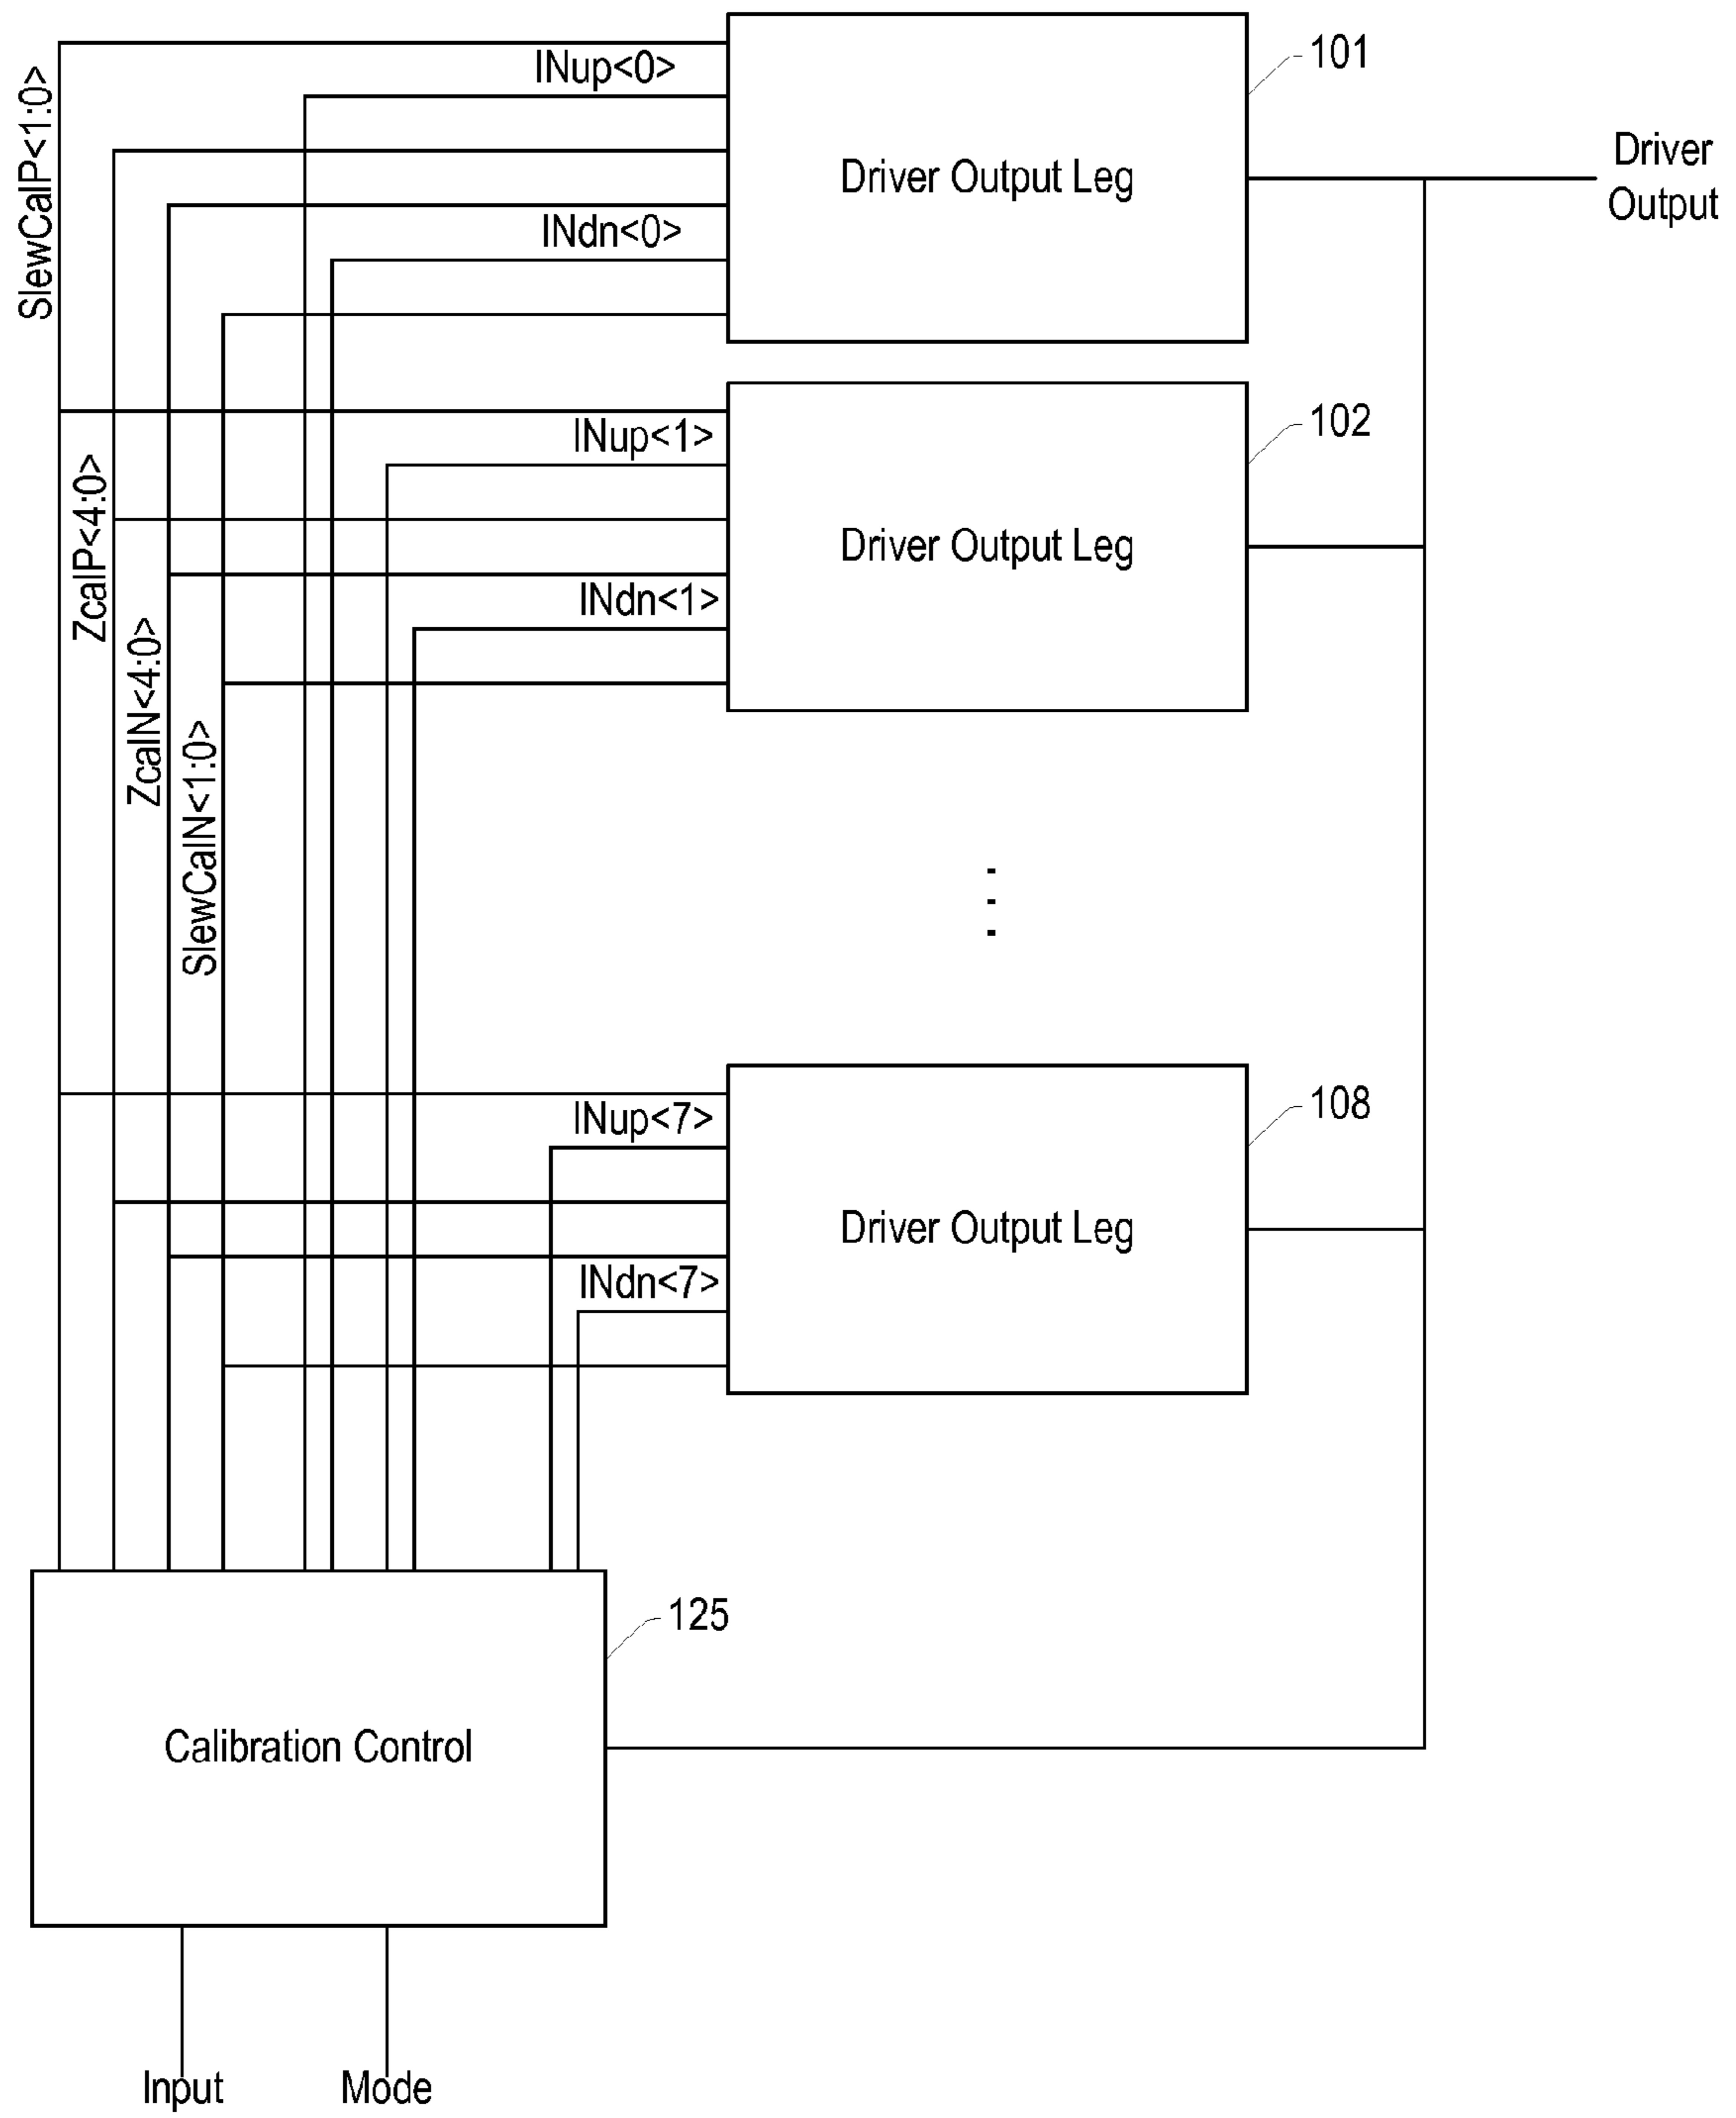 INup<0>
101
Driver
Output
Driver Output Leg
INdn<0>
SlewCalP<1:0>
INup<1>
102
Driver Output Leg
INdn<1>
ZcalP<4:0>
ZcalN<4:0>
SlewCalN<1:0>
INup<7>
108
Driver Output Leg
INdn<7>
125
Calibration Control
Input
Mode